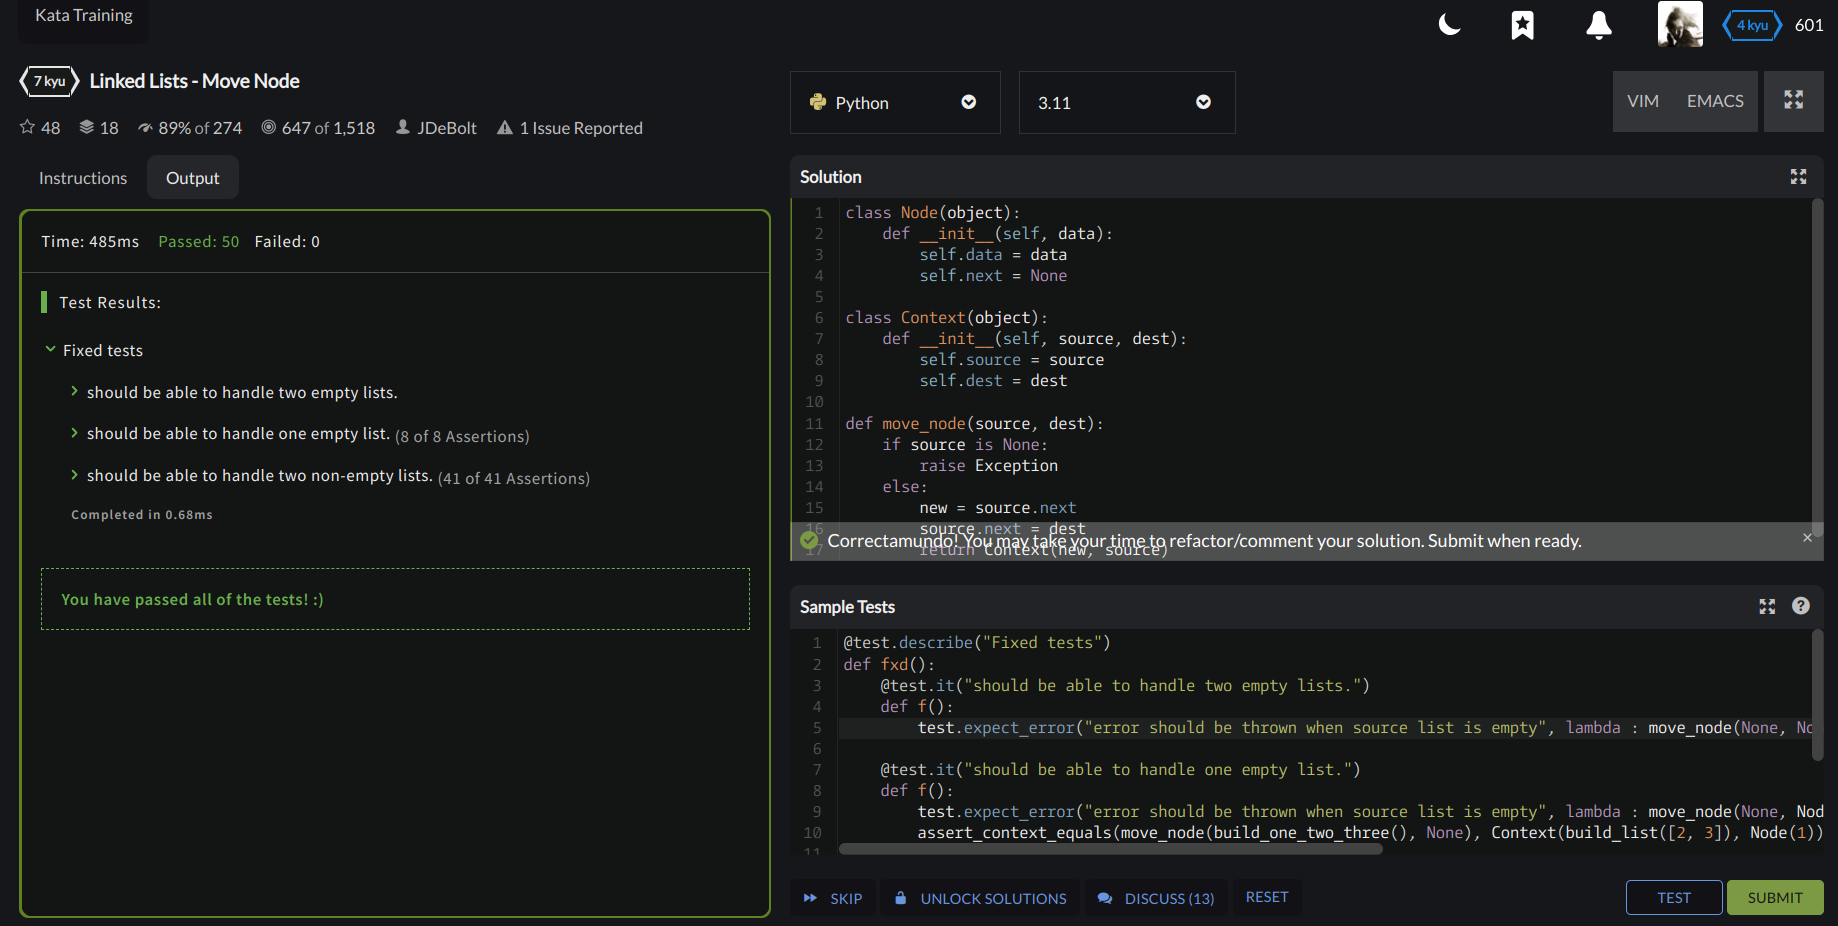 Kata Training
4 kyu 601
7 kyu Linked Lists - Move Node
48 18 89% of 274 647 of 1,518 JDeBolt 1 Issue Reported
Instructions Output
Time: 485ms Passed: 50 Failed: 0
Test Results:
Fixed tests
should be able to handle two empty lists.
should be able to handle one empty list. (8 of 8 Assertions)
should be able to handle two non-empty lists. (41 of 41 Assertions)
Completed in 0.68ms
You have passed all of the tests! :)
Python 3.11 VIM EMACS
Solution
1 class Node(object):
2     def __init__(self, data):
3         self.data = data
4         self.next = None
5
6 class Context(object):
7     def __init__(self, source, dest):
8         self.source = source
9         self.dest = dest
10
11 def move_node(source, dest):
12     if source is None:
13         raise Exception
14     else:
15         new = source.next
16         source.next = dest
17         return Context(new, source)
Correctamundo! You may take your time to refactor/comment your solution. Submit when ready. ×
Sample Tests
1 @test.describe("Fixed tests")
2 def fxd():
3     @test.it("should be able to handle two empty lists.")
4     def f():
5         test.expect_error("error should be thrown when source list is empty", lambda : move_node(None, No
6
7     @test.it("should be able to handle one empty list.")
8     def f():
9         test.expect_error("error should be thrown when source list is empty", lambda : move_node(None, Nod
10         assert_context_equals(move_node(build_one_two_three(), None), Context(build_list([2, 3]), Node(1))
11
SKIP UNLOCK SOLUTIONS DISCUSS (13) RESET TEST SUBMIT